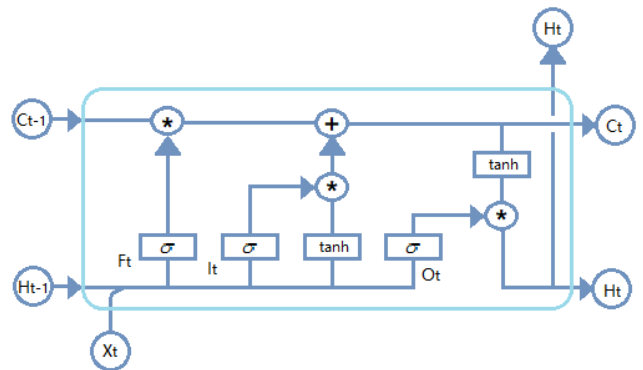 Ht
Ct-1
*
+
Ct
tanh
*
*
σ
σ
tanh
σ
Ft
It
Ot
Ht-1
Ht
Xt